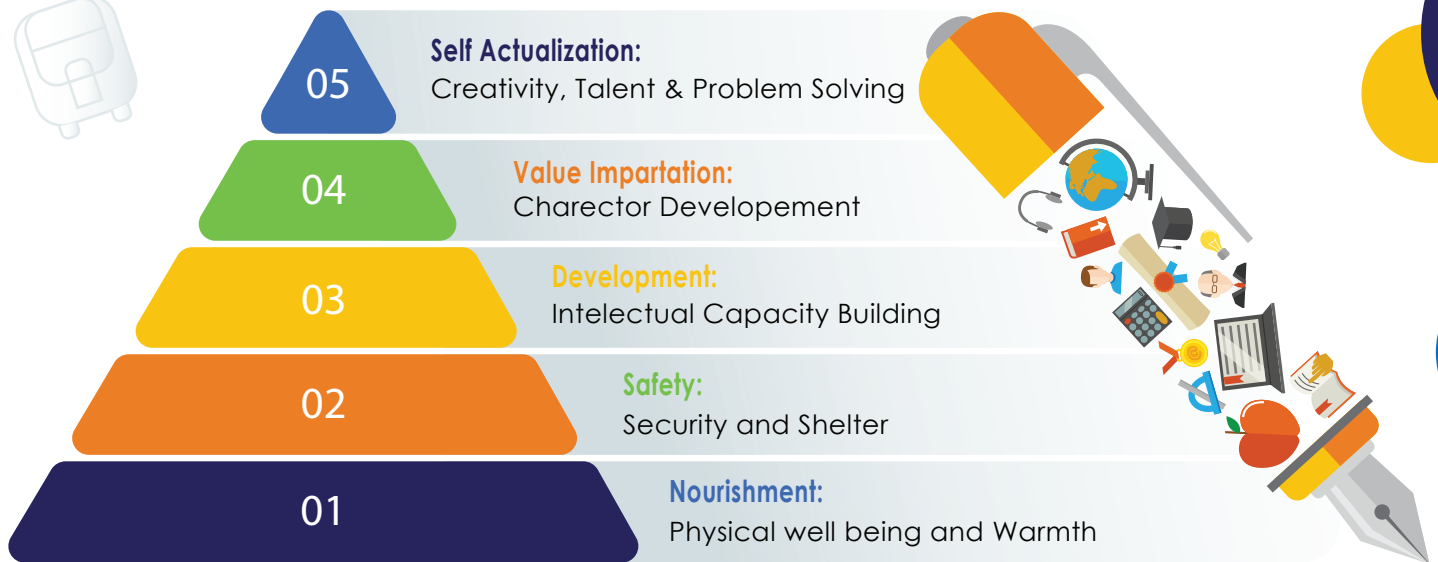 05
Self Actualization:
Creativity, Talent & Problem Solving
04
Value Impartation:
Charector Developement
03
Development:
Intelectual Capacity Building
02
Safety:
Security and Shelter
01
Nourishment:
Physical well being and Warmth